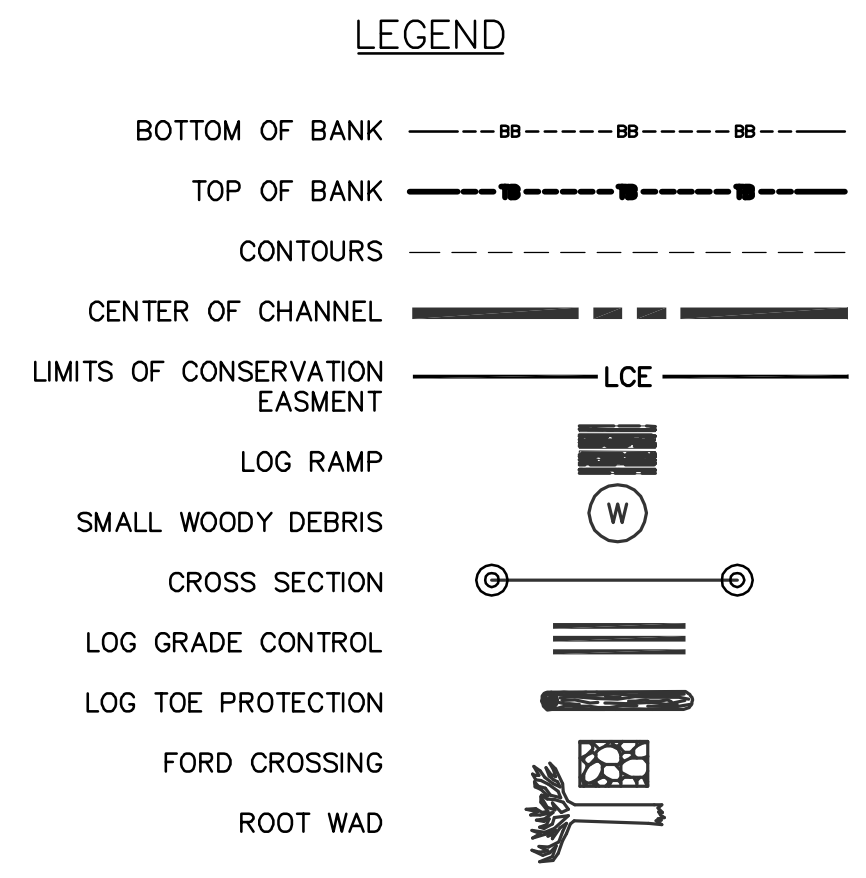 LEGEND
BOTTOM OF BANK BB BB BB
TOP OF BANK TB TB TB
CONTOURS
CENTER OF CHANNEL
LIMITS OF CONSERVATION
EASMENT LCE
LOG RAMP
SMALL WOODY DEBRIS W
CROSS SECTION
LOG GRADE CONTROL
LOG TOE PROTECTION
FORD CROSSING
ROOT WAD